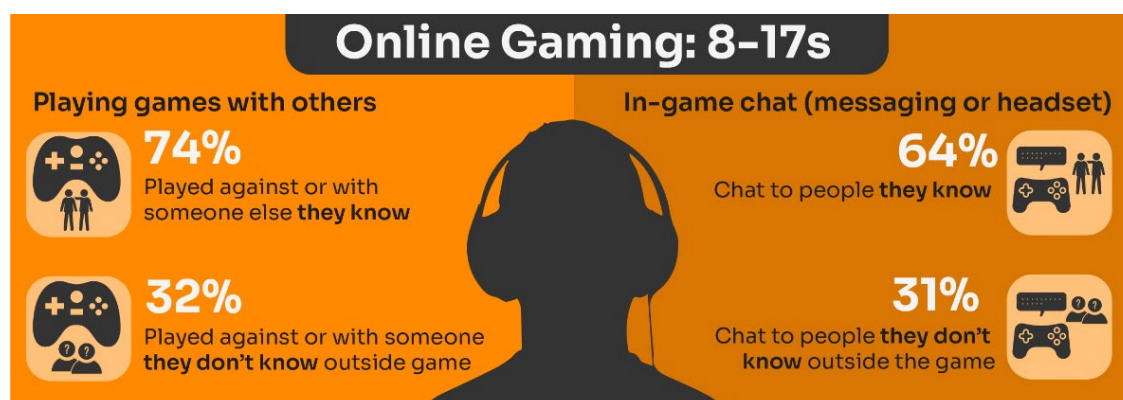 Online Gaming: 8-17s
Playing games with others
74%
Played against or with
someone else they know
32%
Played against or with someone
they don't know outside game
In-game chat (messaging or headset)
64%
Chat to people they know
31%
Chat to people they don't
know outside the game